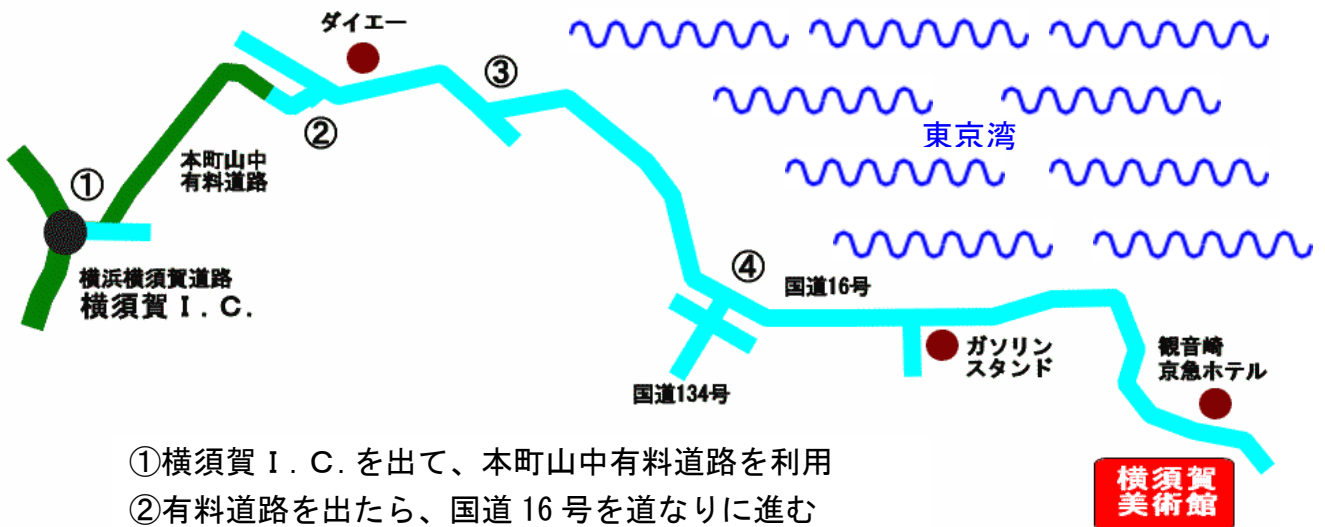 ダイエー
③
②
東京湾
本町山中
有料道路
①
横浜横須賀道路
横須賀Ｉ.Ｃ.
④
国道16号
ガソリン
スタンド
観音崎
京急ホテル
国道134号
①横須賀Ｉ.Ｃ.を出て、本町山中有料道路を利用
②有料道路を出たら、国道16号を道なりに進む
横須賀
美術館